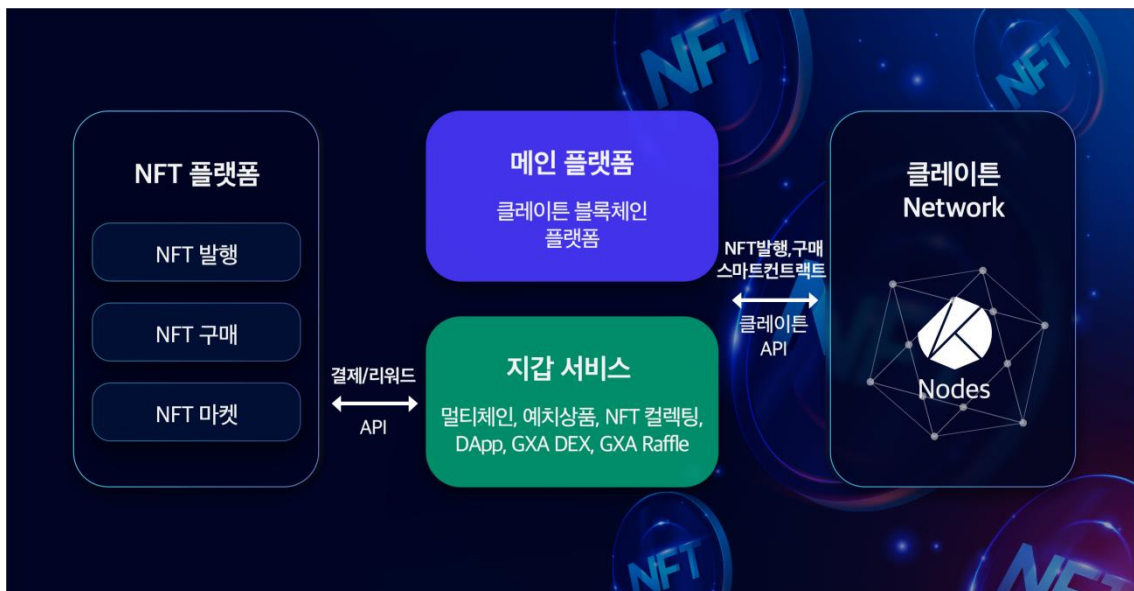 NFT
NFT
NFT 플랫폼
NFT 발행
NFT 구매
NFT 마켓
결제/리워드
API
메인 플랫폼
클레이튼 블록체인
플랫폼
지갑 서비스
멀티체인, 예치상품, NFT 컬렉팅,
DApp, GXA DEX, GXA Raffle
NFT발행,구매
스마트컨트랙트
클레이튼
API
클레이튼
Network
Nodes
NFT
NFT